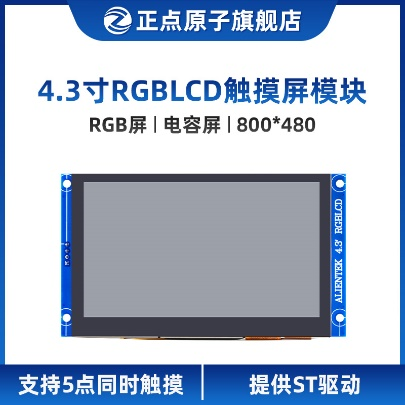 正点原子旗舰店
4.3寸RGBLCD触摸屏模块
RGB屏 | 电容屏 | 800*480
ALIENTEK 4.3' RGBLCD
支持5点同时触摸
提供ST驱动